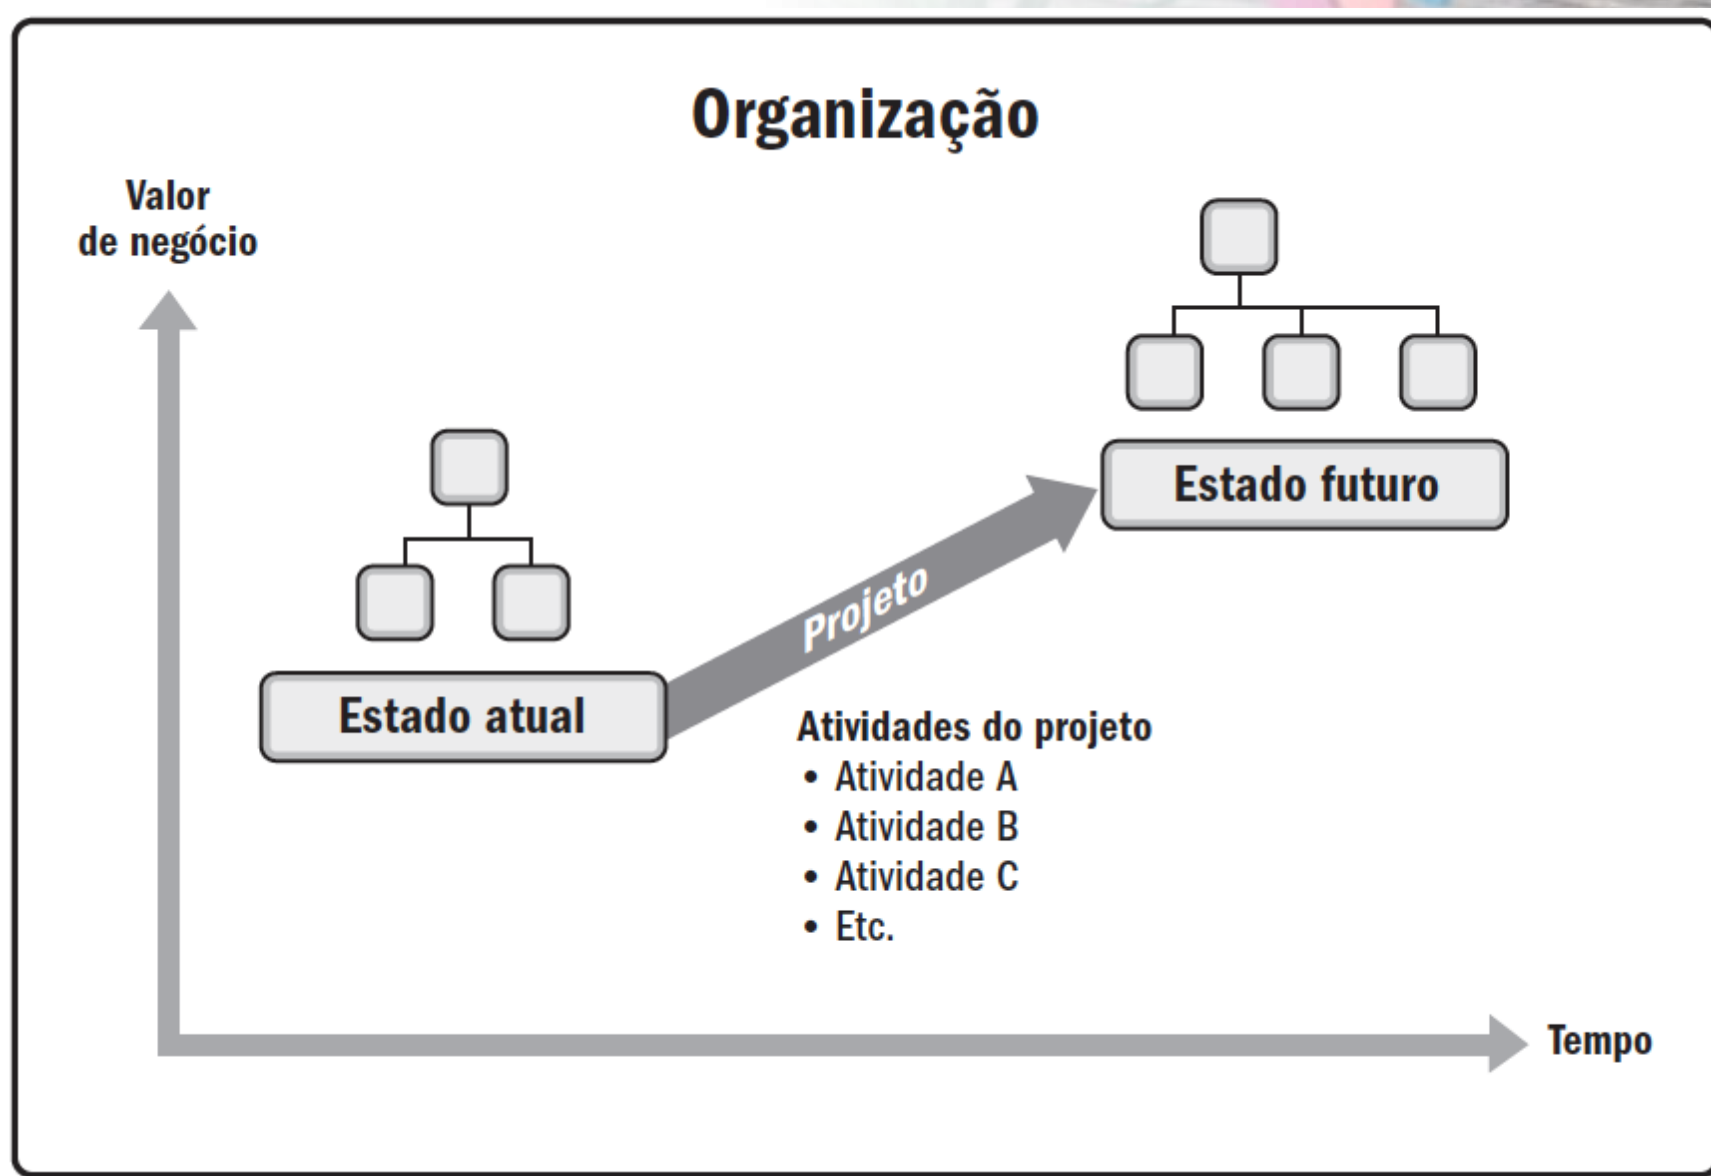 Organização
Valor
de negócio
Estado futuro
Projeto
Estado atual
Atividades do projeto
• Atividade A
• Atividade B
• Atividade C
• Etc.
Tempo